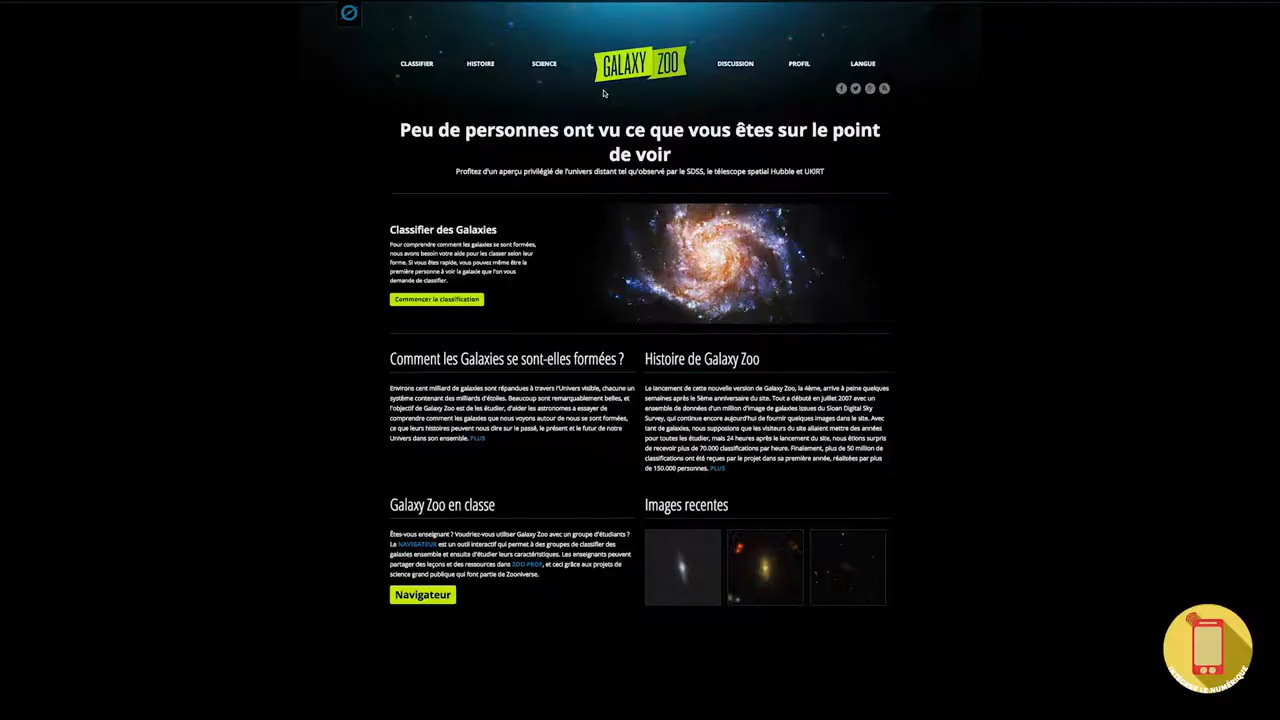 CLASSIFIER
HISTOIRE
SCIENCE
GALAXY ZOO
DISCUSSION
PROFIL
LANGUE
Peu de personnes ont vu ce que vous êtes sur le point
de voir
Profitez d'un aperçu privilégié de l'univers distant tel qu'observé par le SDSS, le télescope spatial Hubble et UKIRT
Classifier des Galaxies
Pour comprendre comment les galaxies se sont formées,
nous avons besoin votre aide pour les classer selon leur
forme. Si vous êtes rapide, vous pouvez même être la
première personne à voir la galaxie que l'on vous
demande de classifier.
Commencer la classification
Comment les Galaxies se sont-elles formées ?
Environs cent milliard de galaxies sont répandues à travers l'Univers visible, chacune un
système contenant des milliards d'étoiles. Beaucoup sont remarquablement belles, et
l'objectif de Galaxy Zoo est de les étudier, d'aider les astronomes a essayer de
comprendre comment les galaxies que nous voyons autour de nous se sont formées,
ce que leurs histoires peuvent nous dire sur le passé, le présent et le futur de notre
Univers dans son ensemble. PLUS
Histoire de Galaxy Zoo
Le lancement de cette nouvelle version de Galaxy Zoo, la 4ème, arrive à peine quelques
semaines après le 5ème anniversaire du site. Tout a débuté en juillet 2007 avec un
ensemble de données d'un million d'image de galaxies issues du Sloan Digital Sky
Survey, qui continue encore aujourd'hui de fournir quelques images dans le site. Avec
tant de galaxies, nous supposions que les visiteurs du site allaient mettre des années
pour toutes les étudier, mais 24 heures après le lancement du site, nous étions surpris
de recevoir plus de 70.000 classifications par heure. Finalement, plus de 50 million de
classifications ont été reçues par le projet dans sa première année, réalisées par plus
de 150.000 personnes. PLUS
Galaxy Zoo en classe
Êtes-vous enseignant ? Voudriez-vous utiliser Galaxy Zoo avec un groupe d'étudiants ?
Le NAVIGATEUR est un outil interactif qui permet à des groupes de classifier des
galaxies ensemble et ensuite d'étudier leurs caractéristiques. Les enseignants peuvent
partager des leçons et des ressources dans ZOO PROF, et ceci grâce aux projets de
science grand publique qui font partie de Zooniverse.
Navigateur
Images recentes
INTÉGRER LE NUMÉRIQUE